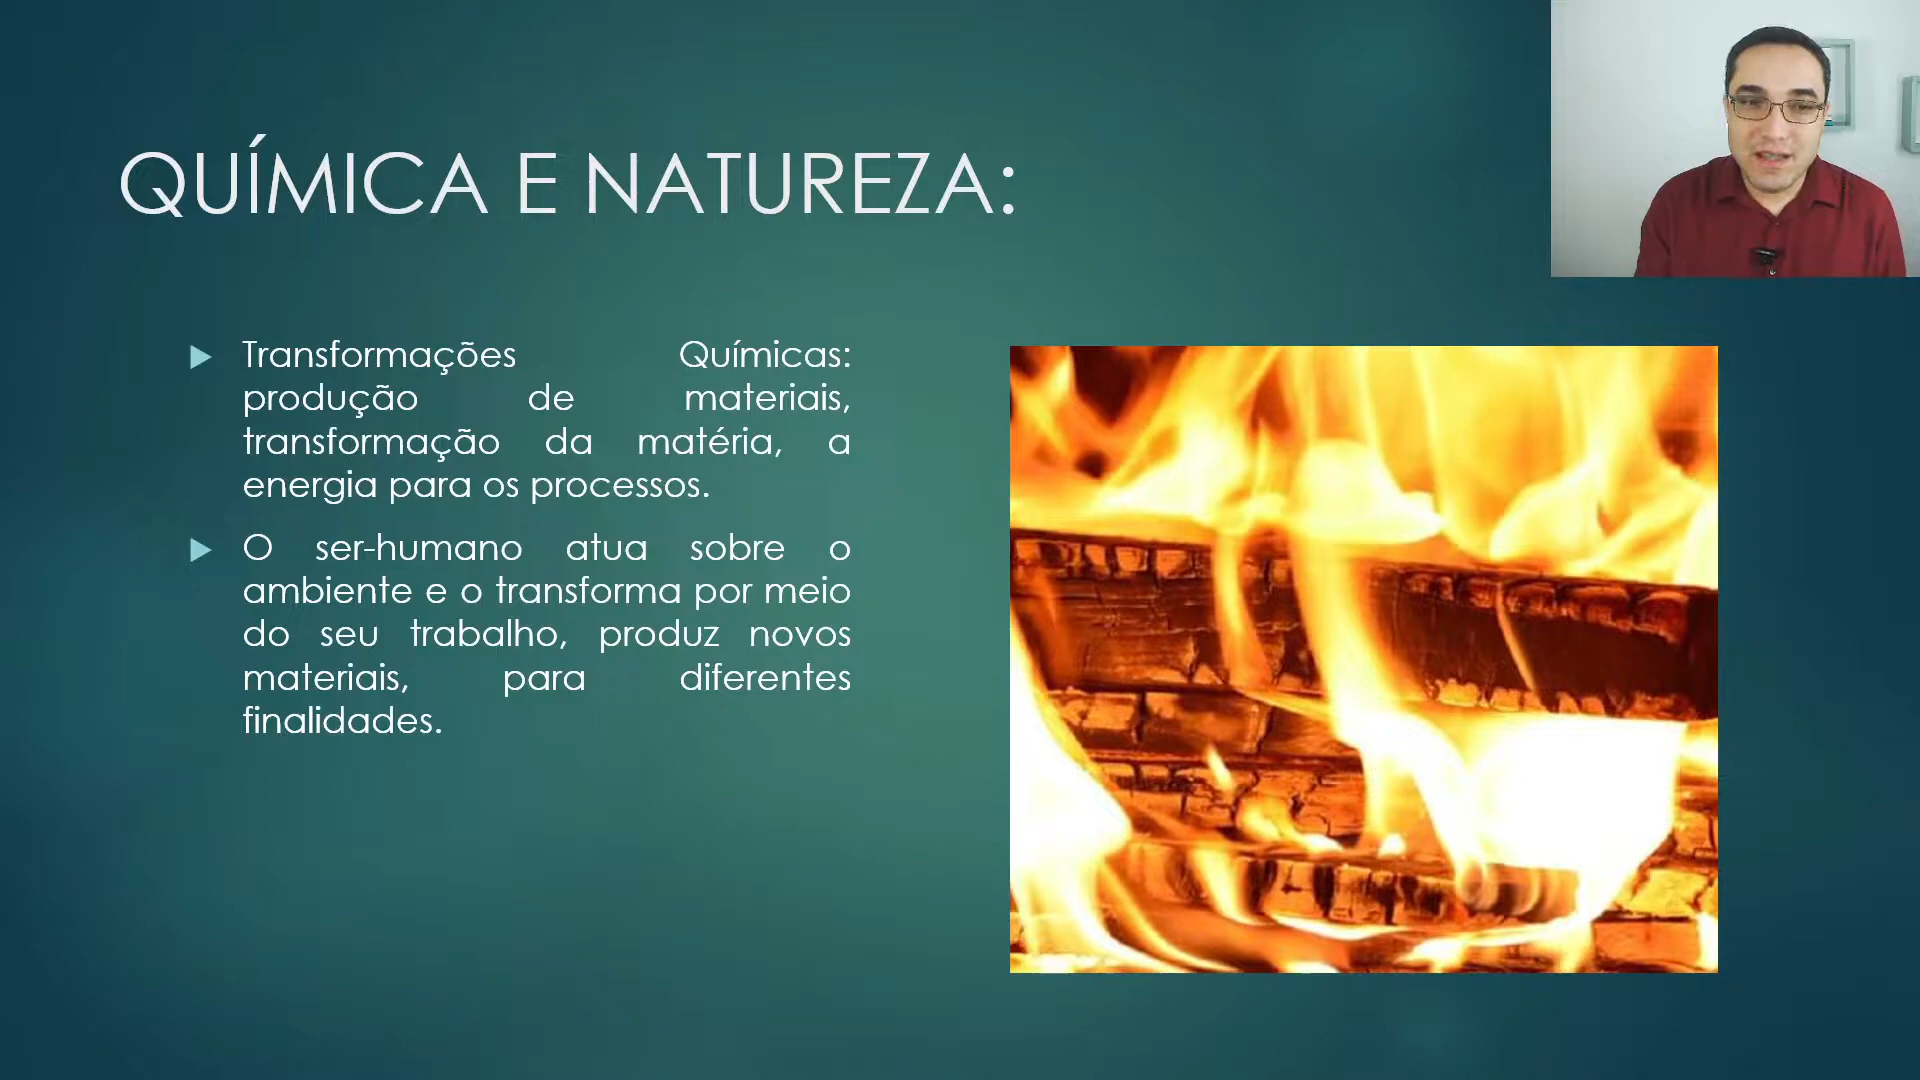 QUÍMICA E NATUREZA:
Transformações Químicas:
produção de materiais,
transformação da matéria, a
energia para os processos.
O ser-humano atua sobre o
ambiente e o transforma por meio
do seu trabalho, produz novos
materiais, para diferentes
finalidades.